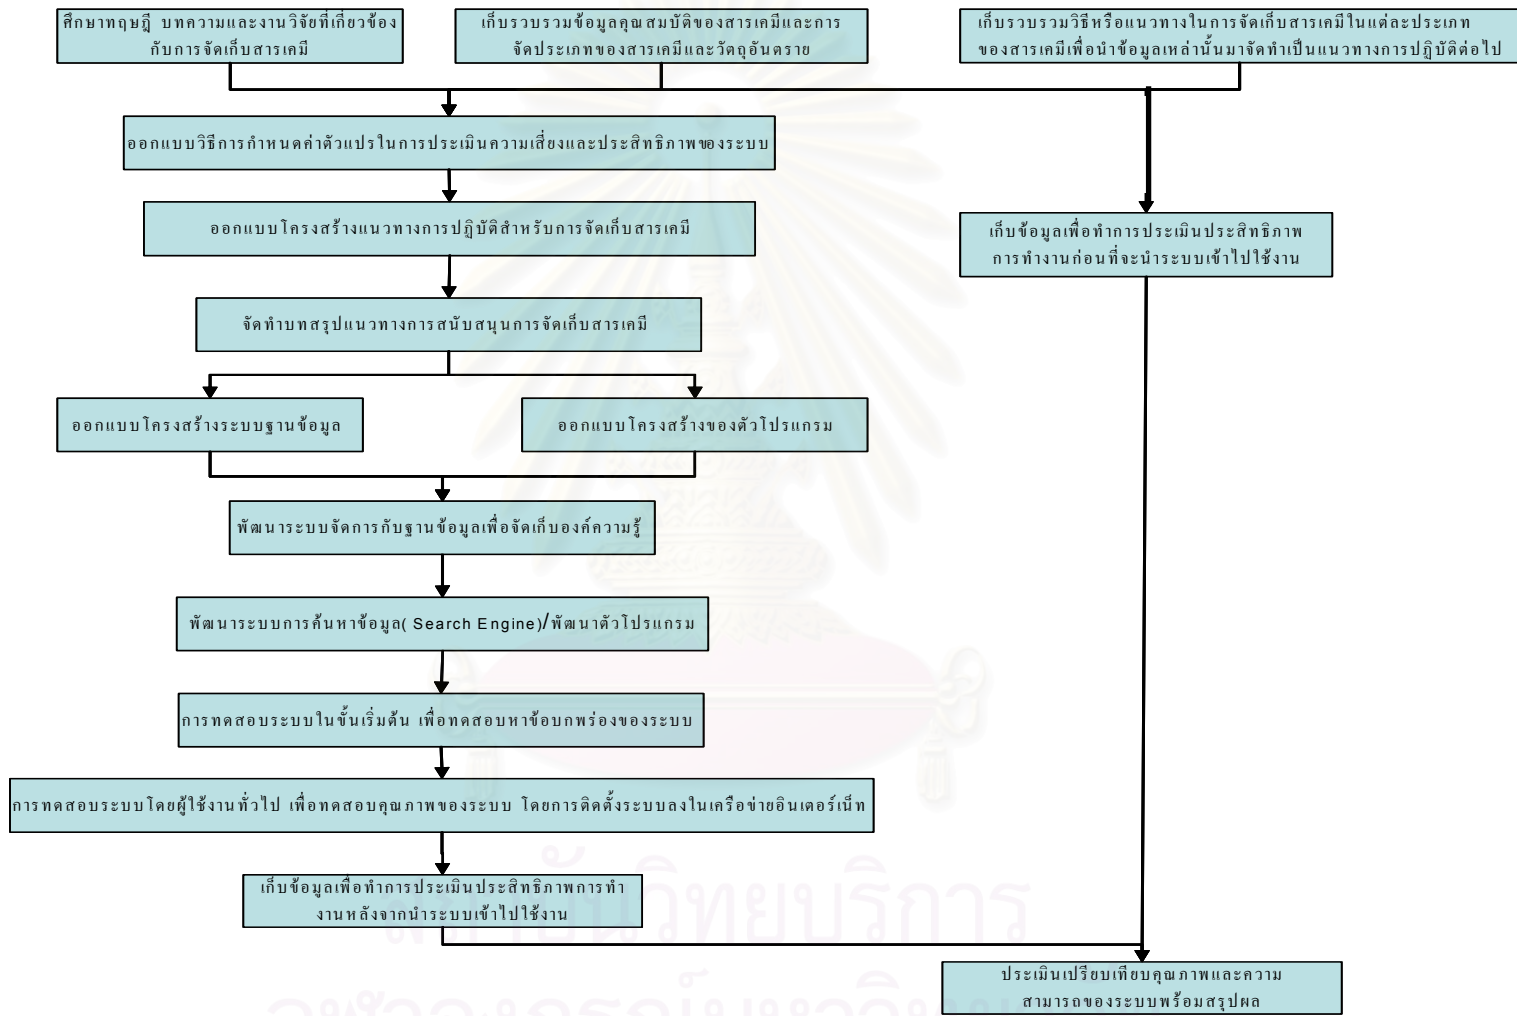 ศึกษาทฤษฎี บทความและงานวิจัยที่เกี่ยวข้อง
กับการจัดเก็บสารเคมี
เก็บรวบรวมข้อมูลคุณสมบัติของสารเคมีและการ
จัดประเภทของสารเคมีและวัตถุอันตราย
เก็บรวบรวมวิธีหรือแนวทางในการจัดเก็บสารเคมีในแต่ละประเภท
ของสารเคมีเพื่อนำข้อมูลเหล่านั้นมาจัดทำเป็นแนวทางการปฏิบัติต่อไป
ออกแบบวิธีการกำหนดค่าตัวแปรในการประเมินความเสี่ยงและประสิทธิภาพของระบบ
ออกแบบโครงสร้างแนวทางการปฏิบัติสำหรับการจัดเก็บสารเคมี
เก็บข้อมูลเพื่อทำการประเมินประสิทธิภาพ
การทำงานก่อนที่จะนำระบบเข้าไปใช้งาน
จัดทำบทสรุปแนวทางการสนับสนุนการจัดเก็บสารเคมี
ออกแบบโครงสร้างระบบฐานข้อมูล
ออกแบบโครงสร้างของตัวโปรแกรม
พัฒนาระบบจัดการกับฐานข้อมูลเพื่อจัดเก็บองค์ความรู้
พัฒนาระบบการค้นหาข้อมูล( Search Engine)/พัฒนาตัวโปรแกรม
การทดสอบระบบในขั้นเริ่มต้น เพื่อทดสอบหาข้อบกพร่องของระบบ
การทดสอบระบบโดยผู้ใช้งานทั่วไป เพื่อทดสอบคุณภาพของระบบ โดยการติดตั้งระบบลงในเครือข่ายอินเตอร์เน็ท
เก็บข้อมูลเพื่อทำการประเมินประสิทธิภาพการทำ
งานหลังจากนำระบบเข้าไปใช้งาน
สถาบันวิทยบริการ
ประเมินเปรียบเทียบคุณภาพและความ
สามารถของระบบพร้อมสรุปผล